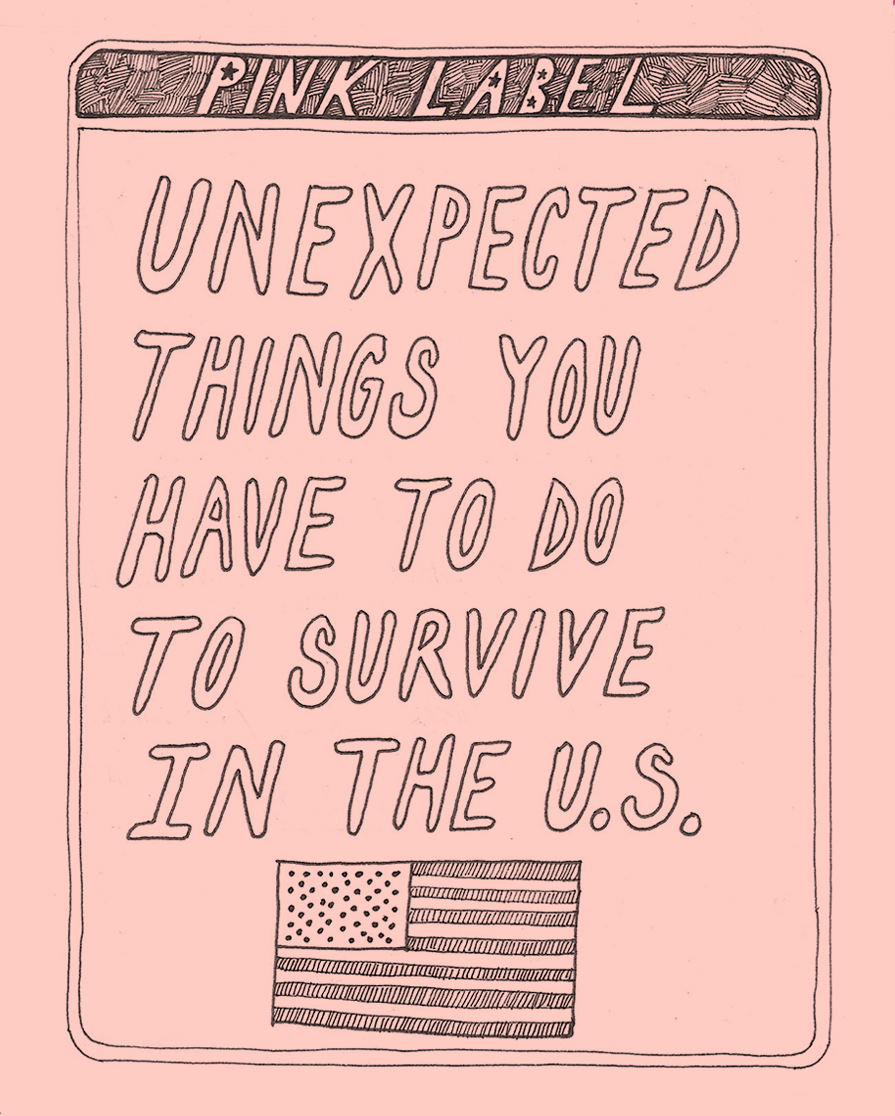 PINK LABEL
UNEXPECTED
THINGS YOU
HAVE TO DO
TO SURVIVE
IN THE U.S.